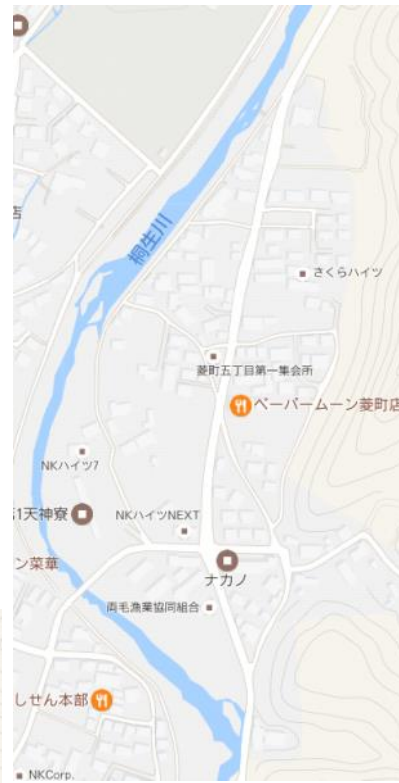 店
桐生川
さくらハイツ
菱町五丁目第一集会所
ペーパームーン菱町店
NKハイツ7
第1天神寮
NKハイツNEXT
ン菜華
ナカノ
両毛漁業協同組合
しせん本部
NKCorp.